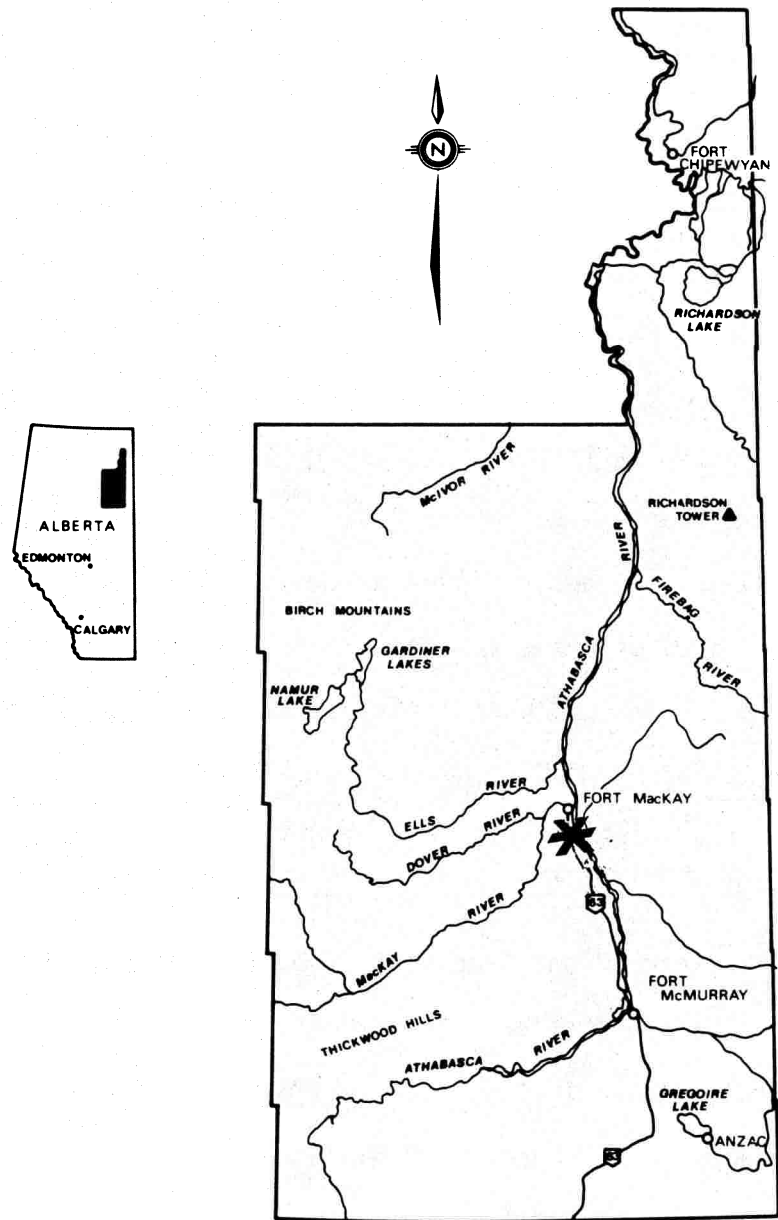 N
FORT
CHIPEWYAN
RICHARDSON
LAKE
McIVOR RIVER
RICHARDSON
TOWER
ALBERTA
EDMONTON
CALGARY
RIVER
ATHABASCA
FIREBAG
RIVER
BIRCH MOUNTAINS
GARDINER
LAKES
NAMUR
LAKE
ELLS RIVER
FORT MacKAY
DOVER RIVER
63
MacKAY RIVER
FORT
McMURRAY
THICKWOOD HILLS
ATHABASCA RIVER
GREGOIRE
LAKE
ANZAC
63